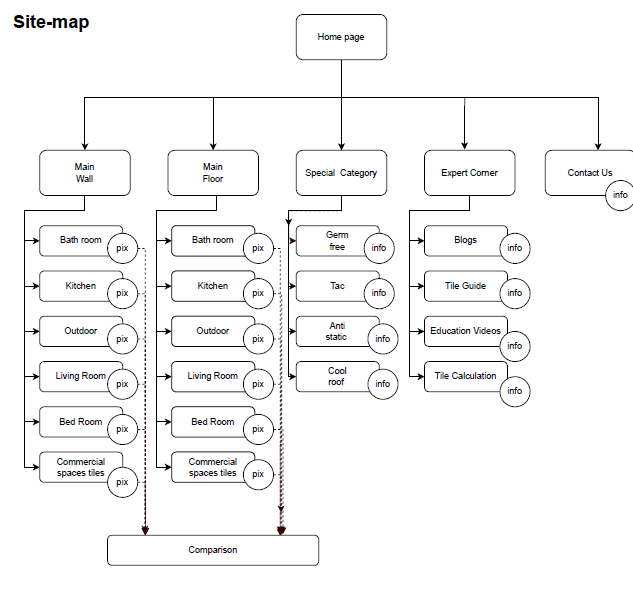 Site-map
Home page
Main
Wall
Main
Floor
Special Category
Expert Corner
Contact Us
info
Bath room
pix
Kitchen
pix
Outdoor
pix
Living Room
pix
Bed Room
pix
Commercial
spaces tiles
pix
Bath room
pix
Kitchen
pix
Outdoor
pix
Living Room
pix
Bed Room
pix
Commercial
spaces tiles
pix
Germ
free
info
Tac
info
Anti
static
info
Cool
roof
info
Blogs
info
Tile Guide
info
Education Videos
info
Tile Calculation
info
Comparison